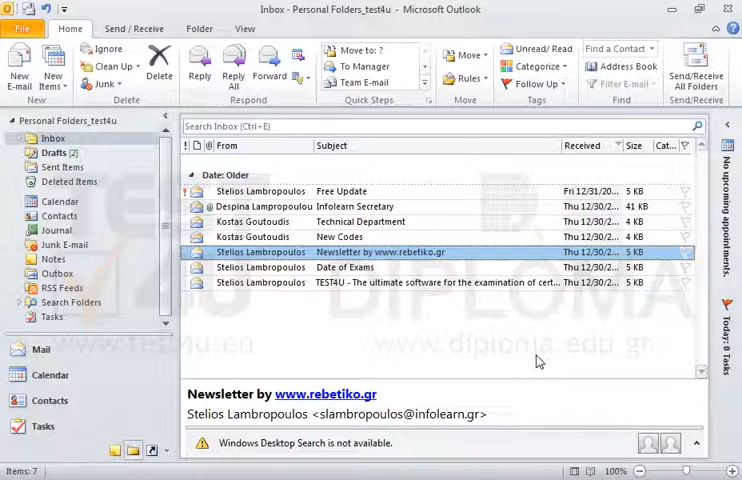 Inbox - Personal Folders_test4u - Microsoft Outlook
File Home Send / Receive Folder View
New E-mail
New Items
New
Ignore
Clean Up
Junk
Delete
Delete
Reply
Reply All
Forward
Respond
Move to: ?
To Manager
Team E-mail
Quick Steps
Move
Rules
Move
Unread/ Read
Categorize
Follow Up
Tags
Find a Contact
Address Book
Filter E-mail
Find
Send/Receive All Folders
Send/Receive
Personal Folders_test4u
Inbox
Drafts [2]
Sent Items
Deleted Items
Calendar
Contacts
Journal
Junk E-mail
Notes
Outbox
RSS Feeds
Search Folders
Tasks
Mail
Calendar
Contacts
Tasks
Search Inbox (Ctrl+E)
From Subject Received Size Cat...
Date: Older
Stelios Lambropoulos Free Update Fri 12/31/20... 5 KB
Despina Lampropoulou Infolearn Secretary Thu 12/30/2... 41 KB
Kostas Goutoudis Technical Department Thu 12/30/2... 4 KB
Kostas Goutoudis New Codes Thu 12/30/2... 4 KB
Stelios Lambropoulos Newsletter by www.rebetiko.gr Thu 12/30/2... 5 KB
Stelios Lambropoulos Date of Exams Thu 12/30/2... 5 KB
Stelios Lambropoulos TEST4U - The ultimate software for the examination of cert... Thu 12/30/2... 5 KB
TEST 4U DIPLOMA
www.test4u.eu www.diploma.edu.gr
Newsletter by www.rebetiko.gr
Stelios Lambropoulos <slambropoulos@infolearn.gr>
Windows Desktop Search is not available.
No upcoming appointments.
Today: 0 Tasks
Items: 7
100%